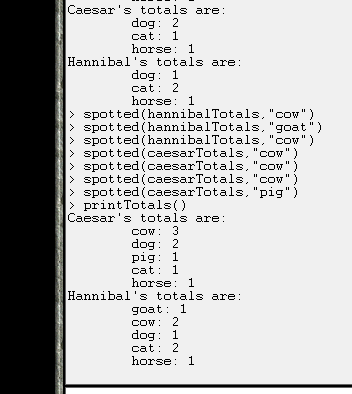 Caesar's totals are:
dog: 2
cat: 1
horse: 1
Hannibal's totals are:
dog: 1
cat: 2
horse: 1
> spotted(hannibalTotals,"cow")
> spotted(hannibalTotals,"goat")
> spotted(hannibalTotals,"cow")
> spotted(caesarTotals,"cow")
> spotted(caesarTotals,"cow")
> spotted(caesarTotals,"cow")
> spotted(caesarTotals,"pig")
> printTotals()
Caesar's totals are:
cow: 3
dog: 2
pig: 1
cat: 1
horse: 1
Hannibal's totals are:
goat: 1
cow: 2
dog: 1
cat: 2
horse: 1